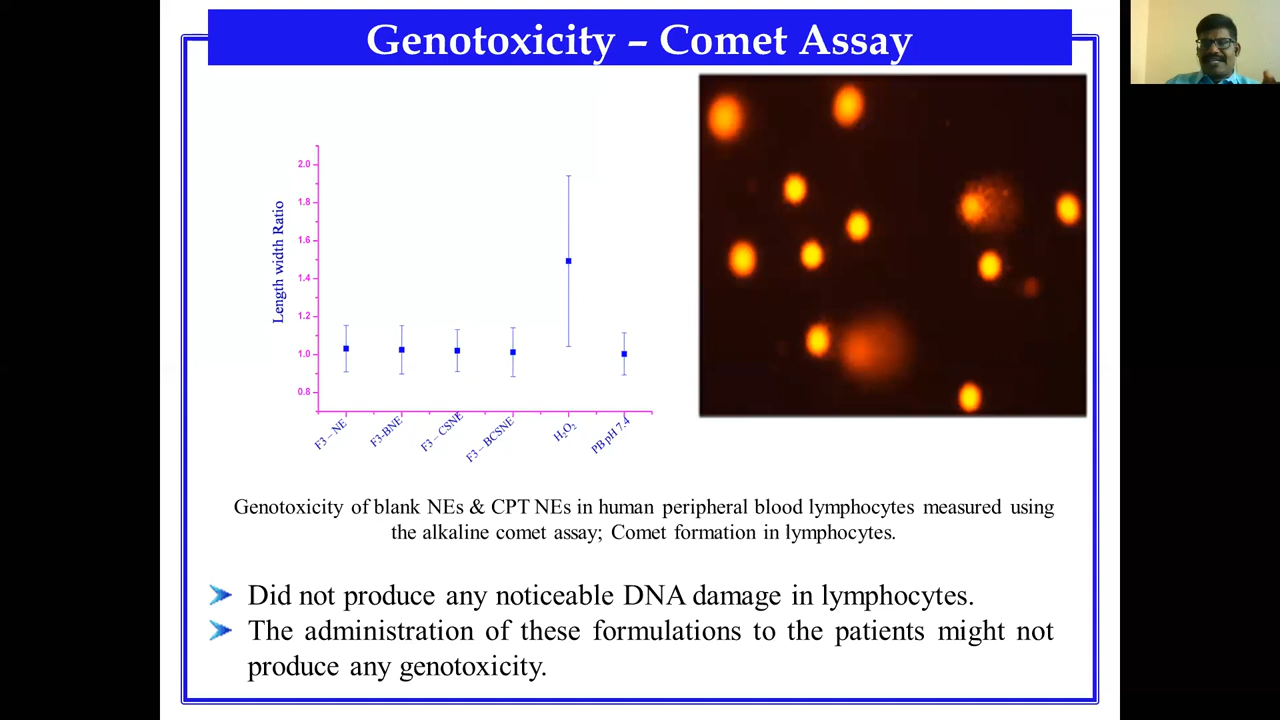 Genotoxicity – Comet Assay
Length width Ratio
2.0
1.8
1.6
1.4
1.2
1.0
0.8
F3 – NE
F3-BNE
F3 – CSNE
F3 – BCSNE
H₂O₂
PB pH 7.4
Genotoxicity of blank NEs & CPT NEs in human peripheral blood lymphocytes measured using
the alkaline comet assay; Comet formation in lymphocytes.
Did not produce any noticeable DNA damage in lymphocytes.
The administration of these formulations to the patients might not
produce any genotoxicity.